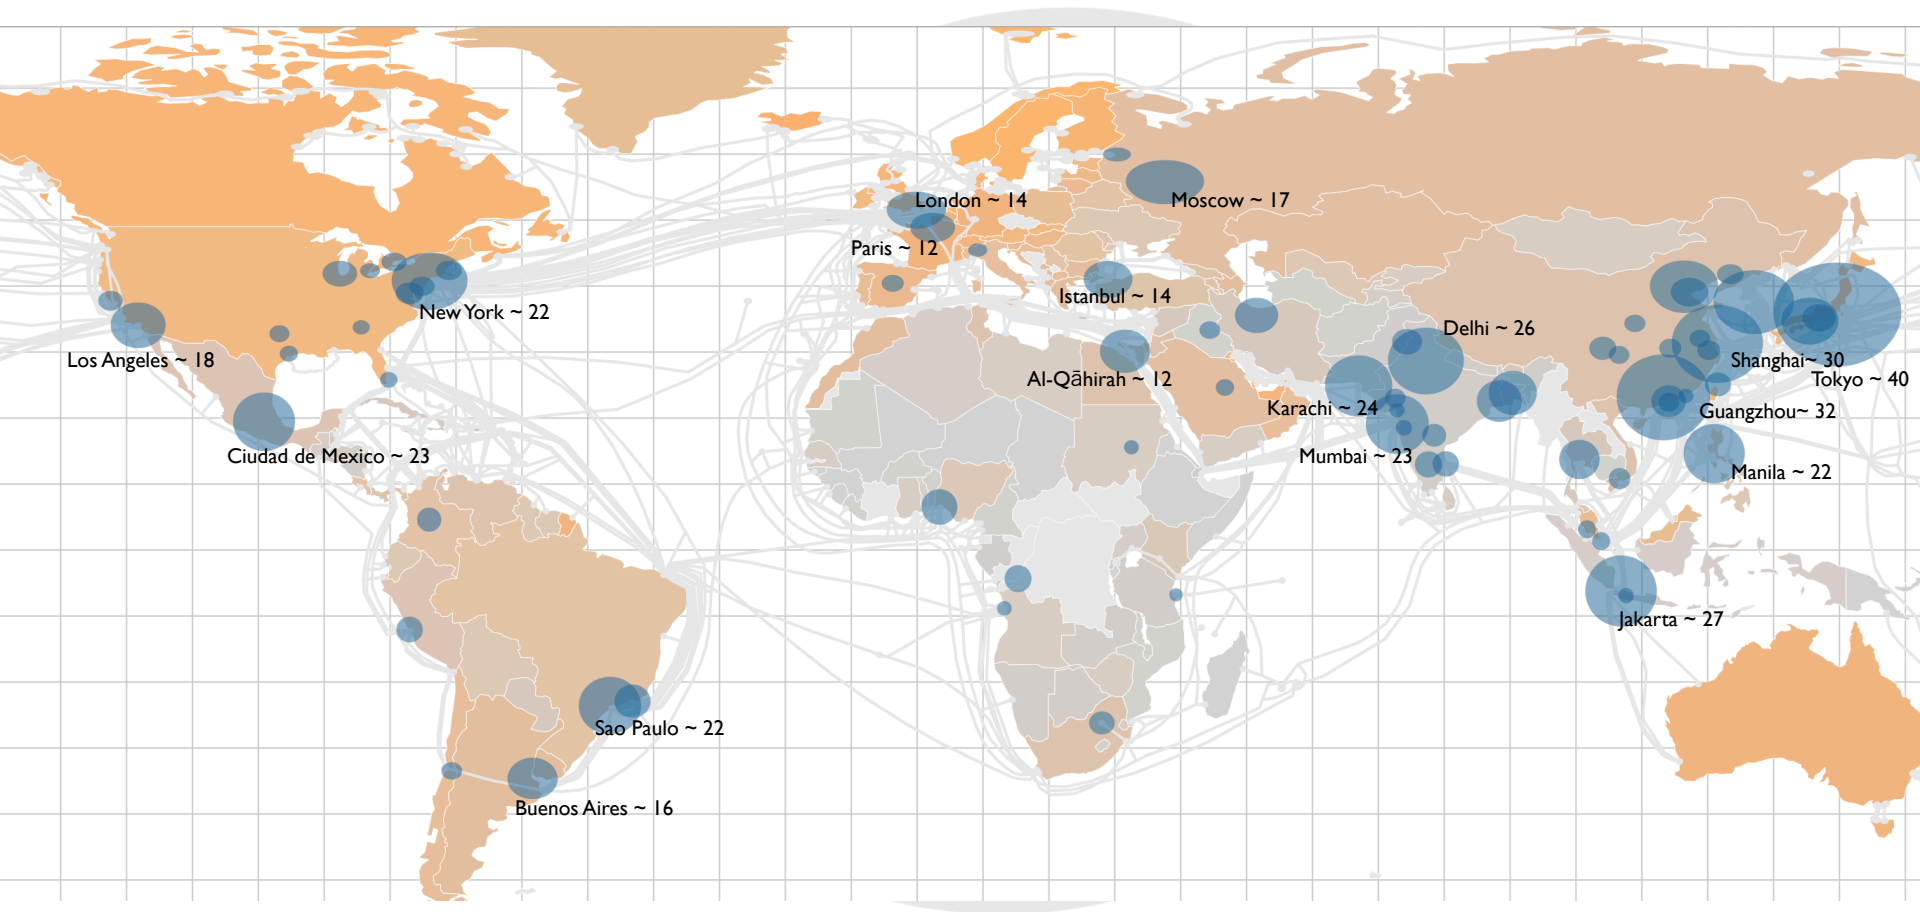 London ~ 14
Moscow ~ 17
Paris ~ 12
Istanbul ~ 14
New York ~ 22
Delhi ~ 26
Los Angeles ~ 18
Shanghai~ 30
Al-Qāhirah ~ 12
Tokyo ~ 40
Karachi ~ 24
Guangzhou~ 32
Ciudad de Mexico ~ 23
Mumbai ~ 23
Manila ~ 22
Jakarta ~ 27
Sao Paulo ~ 22
Buenos Aires ~ 16